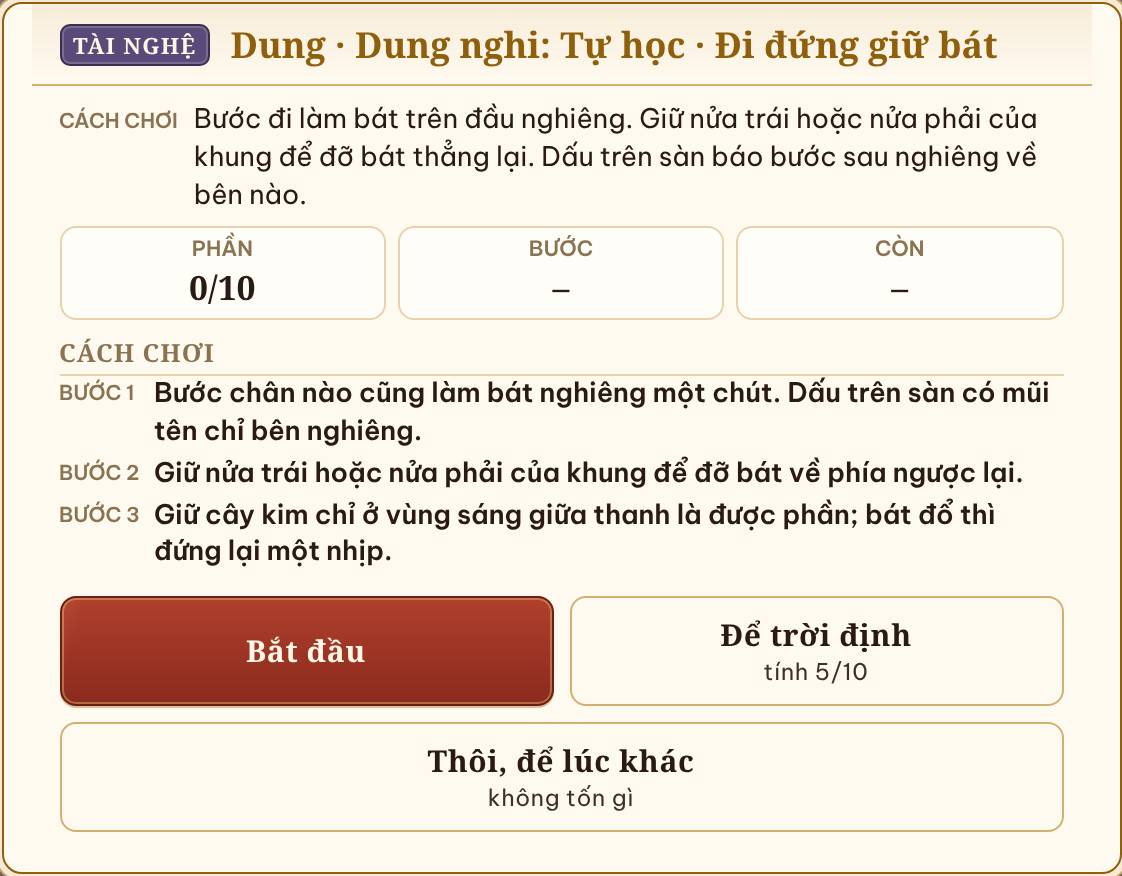 TÀI NGHỆ Dung · Dung nghi: Tự học · Đi đứng giữ bát
CÁCH CHƠI Bước đi làm bát trên đầu nghiêng. Giữ nửa trái hoặc nửa phải của
khung để đỡ bát thẳng lại. Dấu trên sàn báo bước sau nghiêng về
bên nào.
PHẦN BƯỚC CÒN
0/10 – –
CÁCH CHƠI
BƯỚC 1 Bước chân nào cũng làm bát nghiêng một chút. Dấu trên sàn có mũi
tên chỉ bên nghiêng.
BƯỚC 2 Giữ nửa trái hoặc nửa phải của khung để đỡ bát về phía ngược lại.
BƯỚC 3 Giữ cây kim chỉ ở vùng sáng giữa thanh là được phần; bát đổ thì
đứng lại một nhịp.
Bắt đầu
Để trời định
tính 5/10
Thôi, để lúc khác
không tốn gì